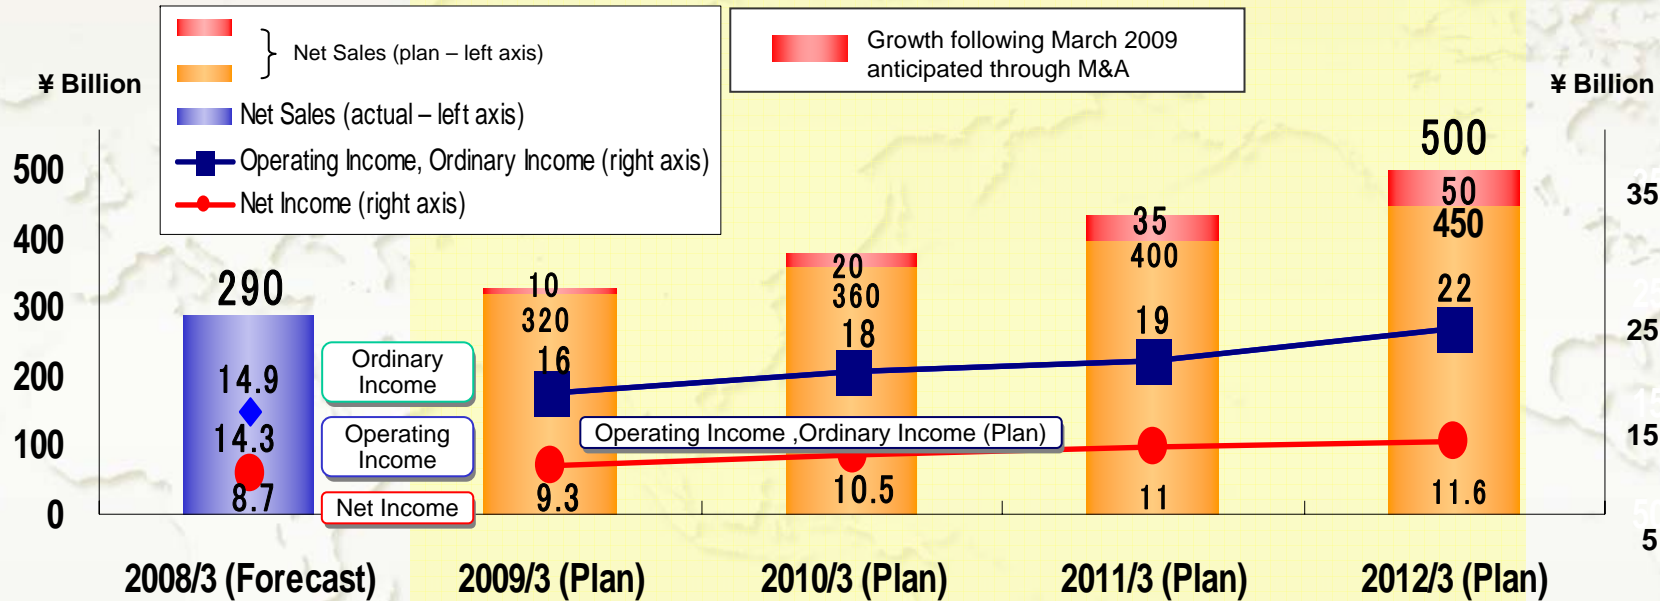 Net Sales (plan – left axis)
Net Sales (actual – left axis)
Operating Income, Ordinary Income (right axis)
Net Income (right axis)
Growth following March 2009
anticipated through M&A
¥ Billion
¥ Billion
500
400
300
200
100
0
35
25
15
5
290
14.9
14.3
8.7
Ordinary
Income
Operating
Income
Net Income
10
320
16
9.3
20
360
18
Operating Income ,Ordinary Income (Plan)
10.5
35
400
19
11
500
50
450
22
11.6
2008/3 (Forecast)
2009/3 (Plan)
2010/3 (Plan)
2011/3 (Plan)
2012/3 (Plan)